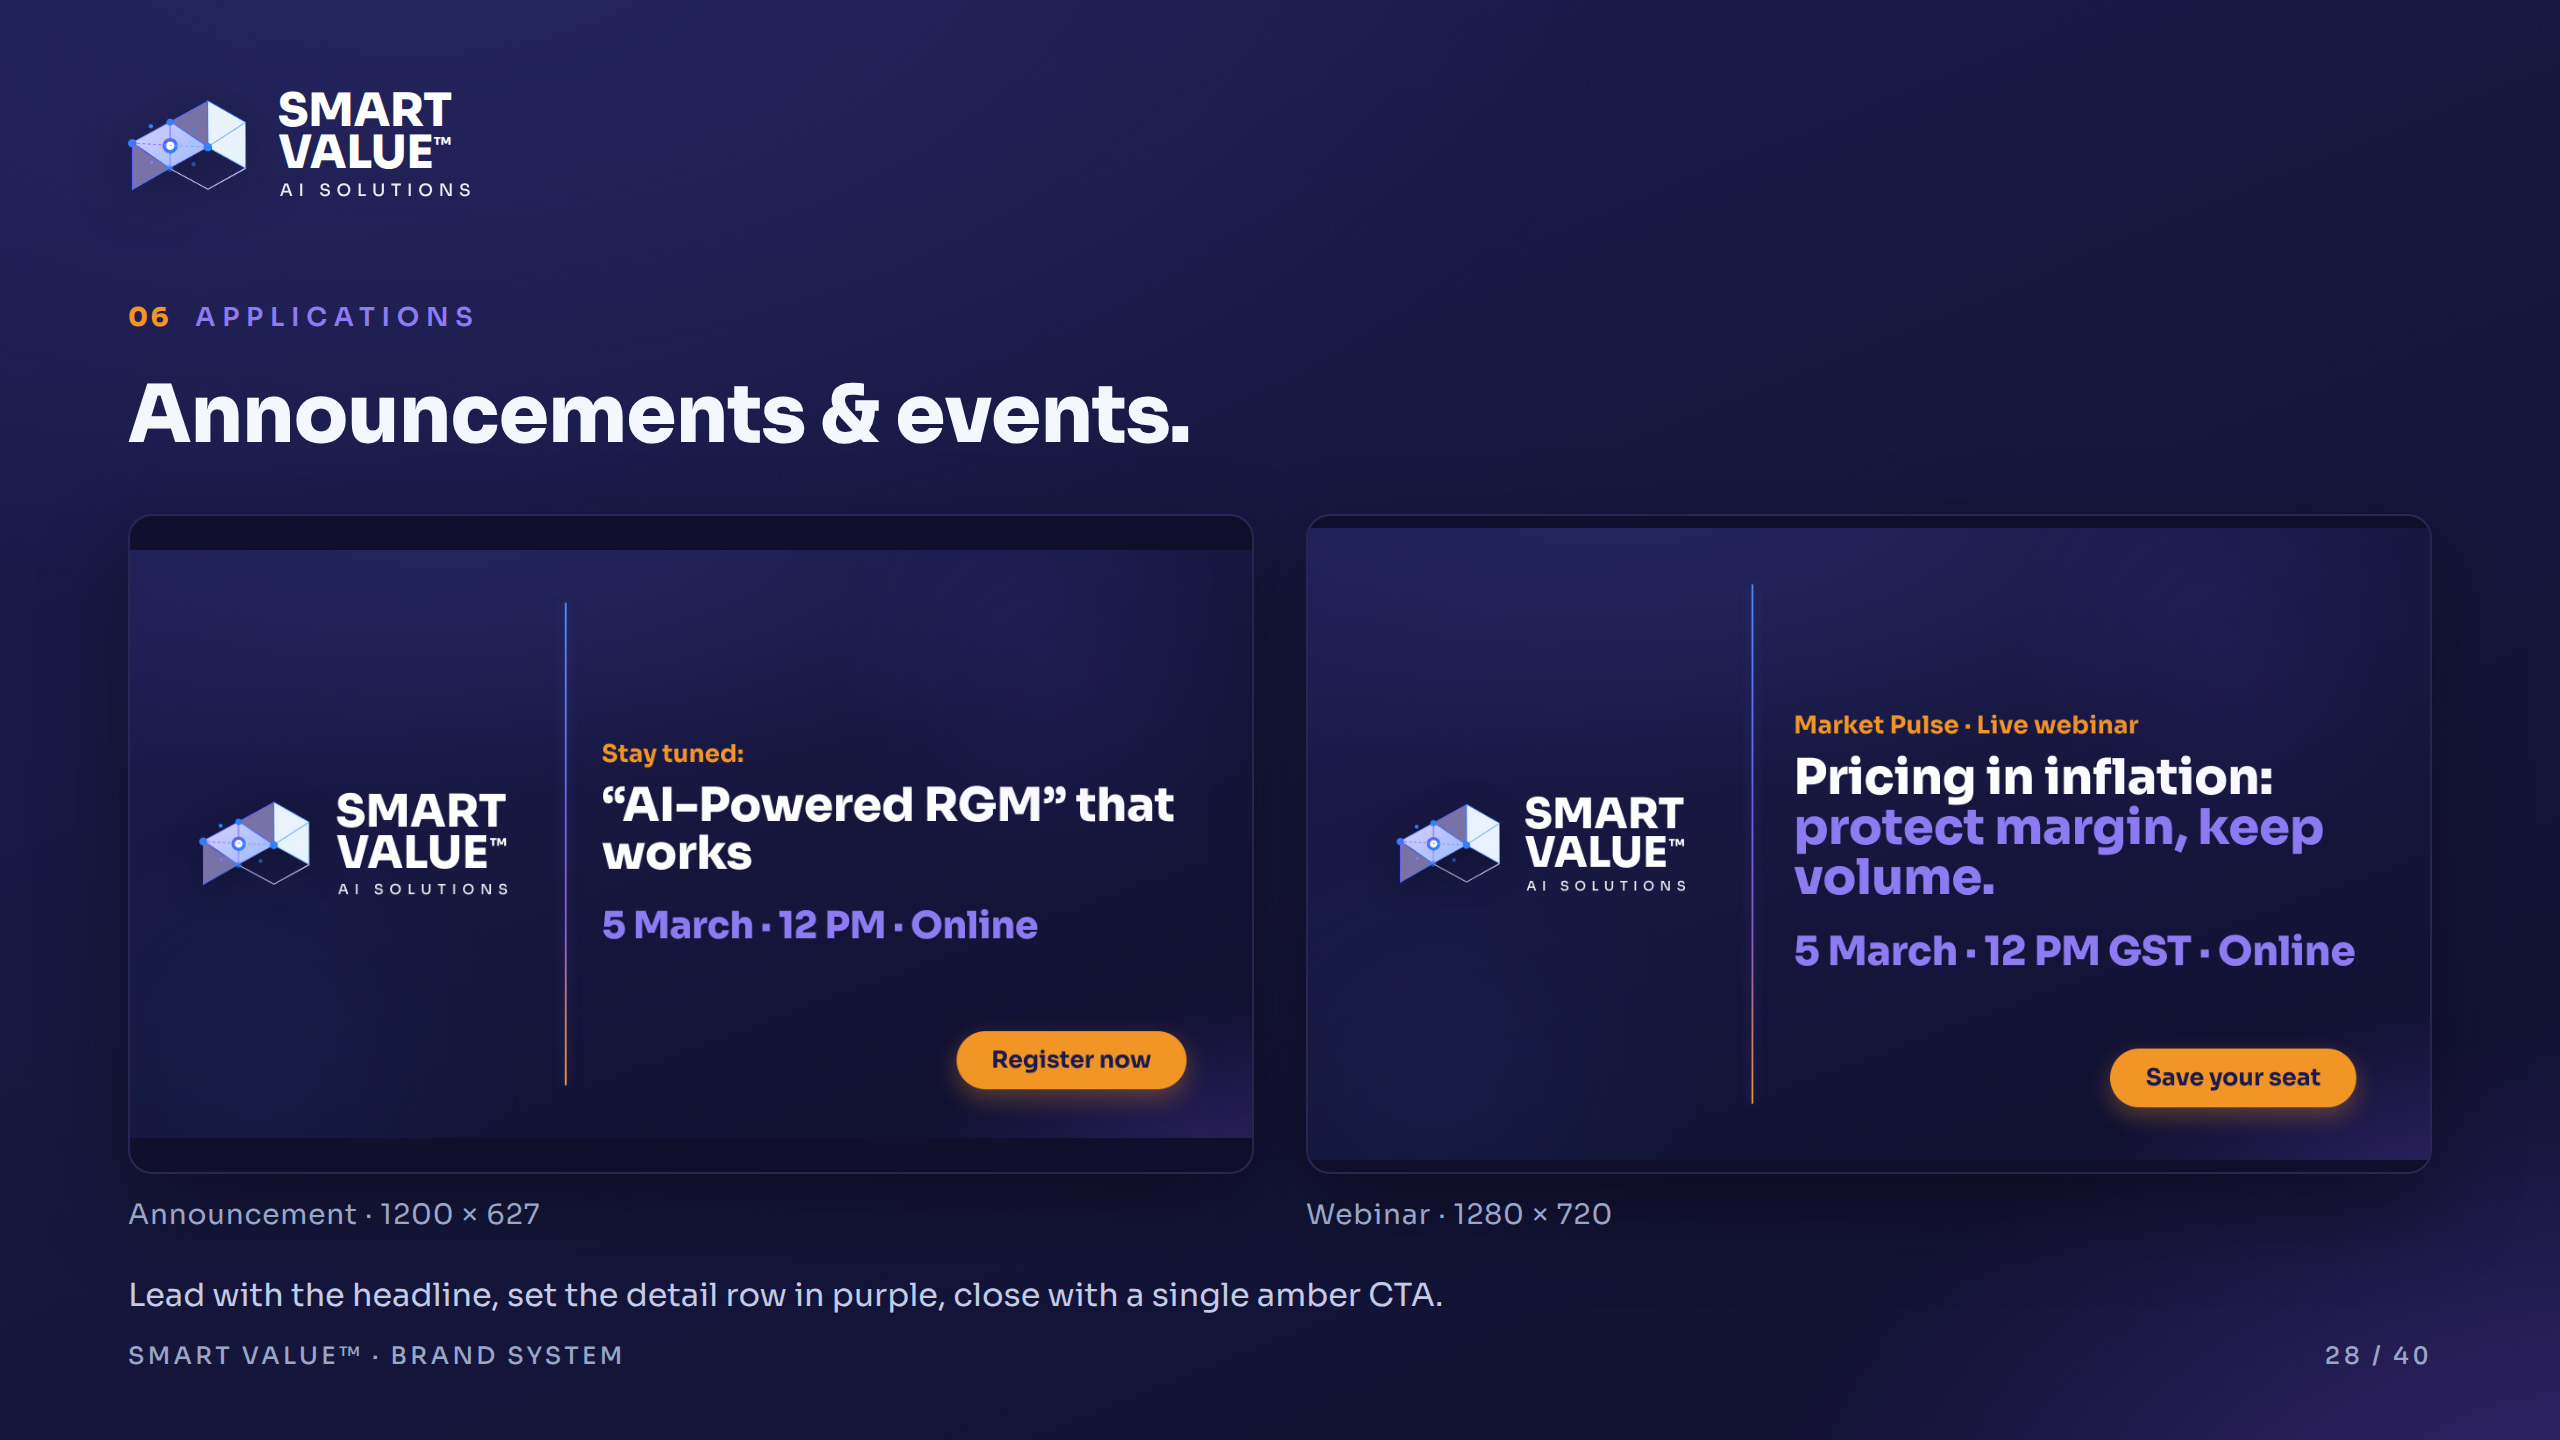 SMART
VALUE™
AI SOLUTIONS
06 APPLICATIONS
Announcements & events.
SMART
VALUE™
AI SOLUTIONS
Stay tuned:
“AI-Powered RGM” that
works
5 March · 12 PM · Online
Register now
SMART
VALUE™
AI SOLUTIONS
Market Pulse · Live webinar
Pricing in inflation:
protect margin, keep
volume.
5 March · 12 PM GST · Online
Save your seat
Announcement · 1200 × 627
Webinar · 1280 × 720
Lead with the headline, set the detail row in purple, close with a single amber CTA.
SMART VALUE™ · BRAND SYSTEM
28 / 40